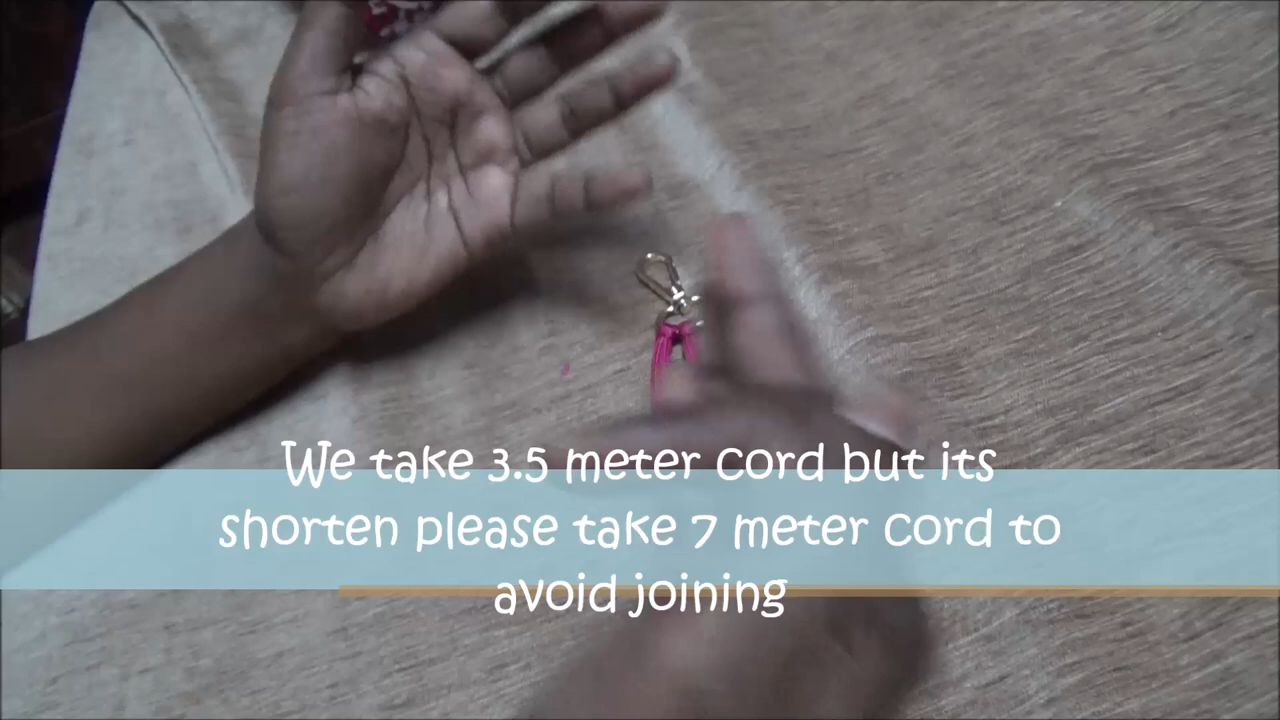 We take 3.5 meter cord but its
shorten please take 7 meter cord to
avoid joining